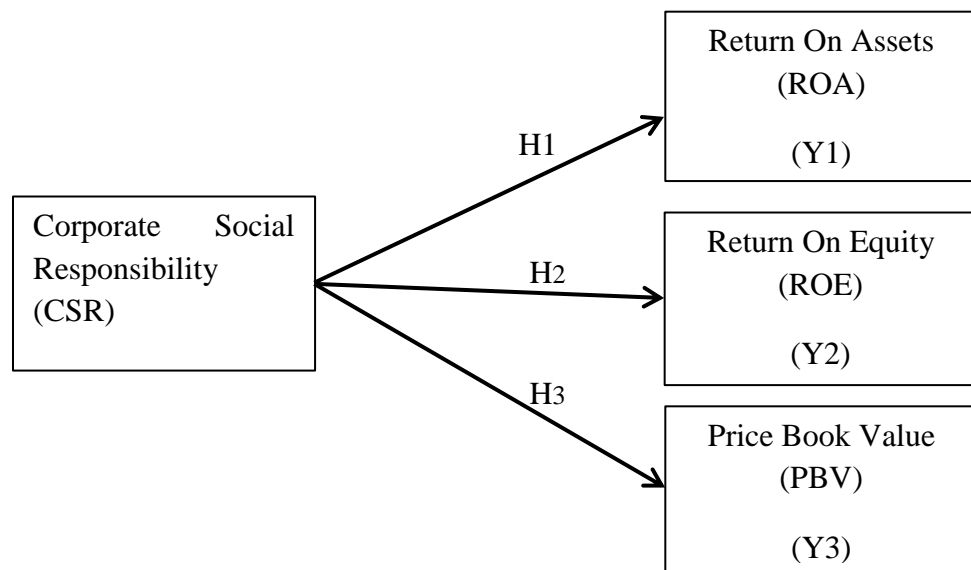 Return On Assets
(ROA)
(Y1)
H1
Corporate Social
Responsibility
(CSR)
Return On Equity
(ROE)
(Y2)
H2
H3
Price Book Value
(PBV)
(Y3)